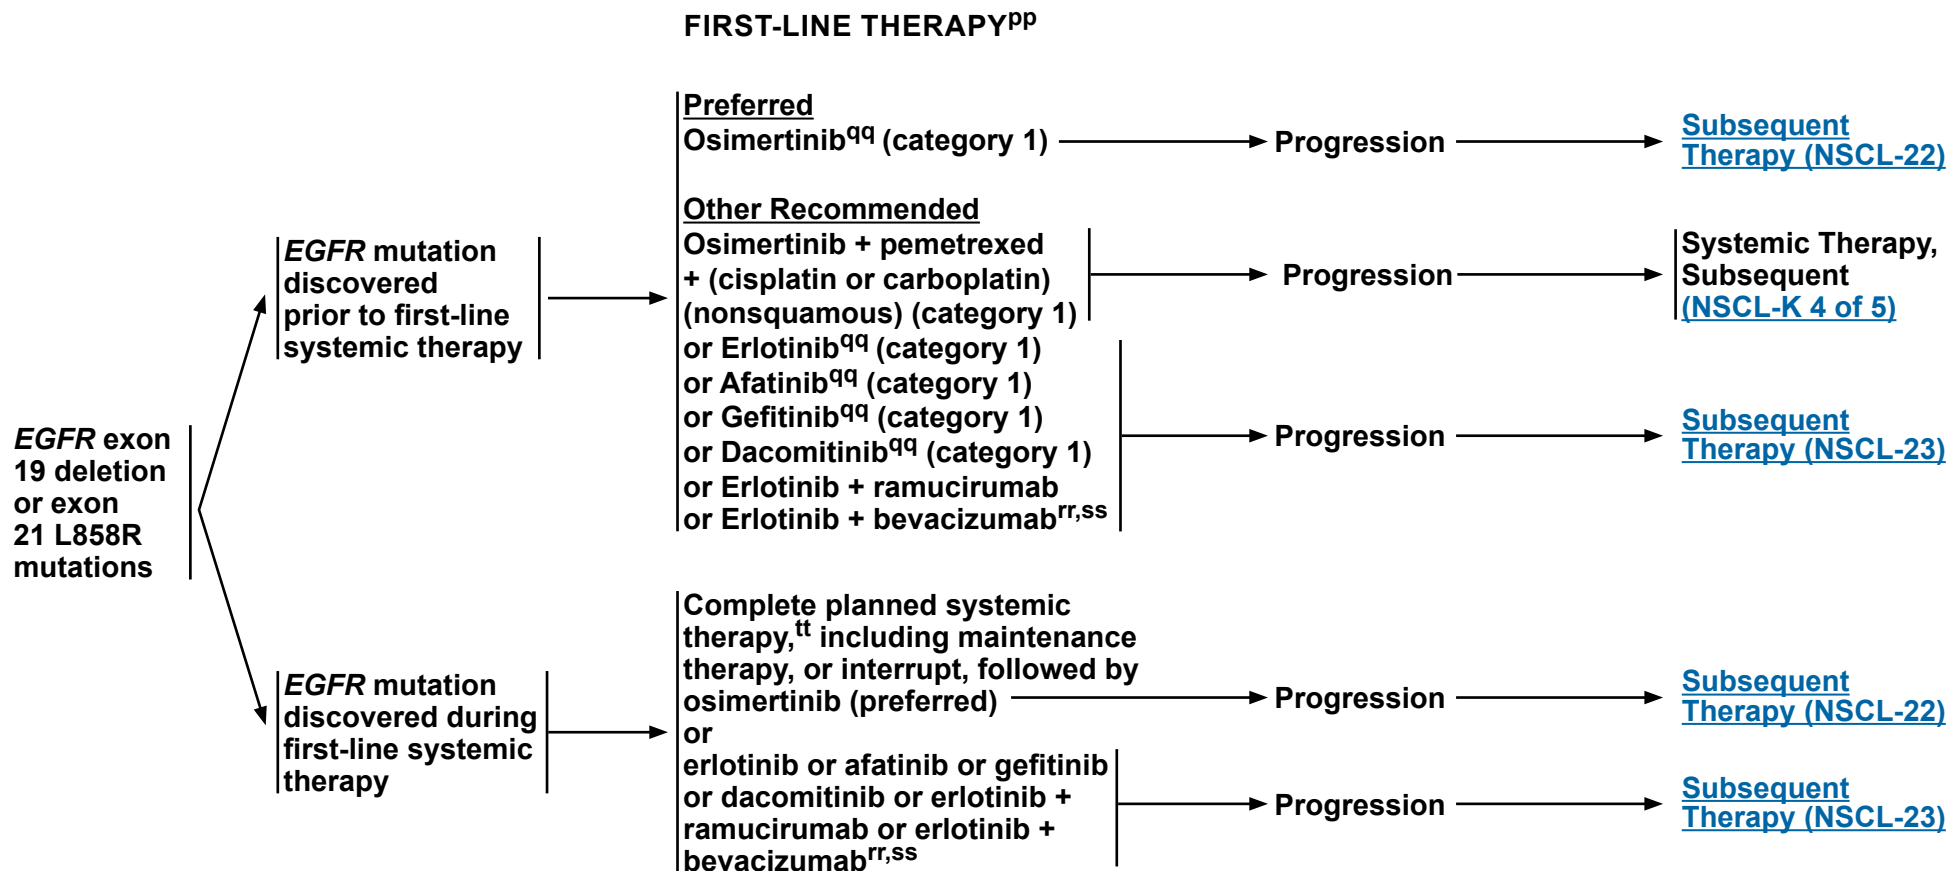 FIRST-LINE THERAPYpp
Preferred
Osimertinibqq (category 1)
Progression
Subsequent
Therapy (NSCL-22)
Other Recommended
Osimertinib + pemetrexed
+ (cisplatin or carboplatin)
(nonsquamous) (category 1)
Progression
Systemic Therapy,
Subsequent
(NSCL-K 4 of 5)
or Erlotinibqq (category 1)
or Afatinibqq (category 1)
or Gefitinibqq (category 1)
or Dacomitinibqq (category 1)
or Erlotinib + ramucirumab
or Erlotinib + bevacizumabrr,ss
Progression
Subsequent
Therapy (NSCL-23)
EGFR mutation
discovered
prior to first-line
systemic therapy
EGFR exon
19 deletion
or exon
21 L858R
mutations
EGFR mutation
discovered during
first-line systemic
therapy
Complete planned systemic
therapy,tt including maintenance
therapy, or interrupt, followed by
osimertinib (preferred)
Progression
Subsequent
Therapy (NSCL-22)
or
erlotinib or afatinib or gefitinib
or dacomitinib or erlotinib +
ramucirumab or erlotinib +
bevacizumabrr,ss
Progression
Subsequent
Therapy (NSCL-23)